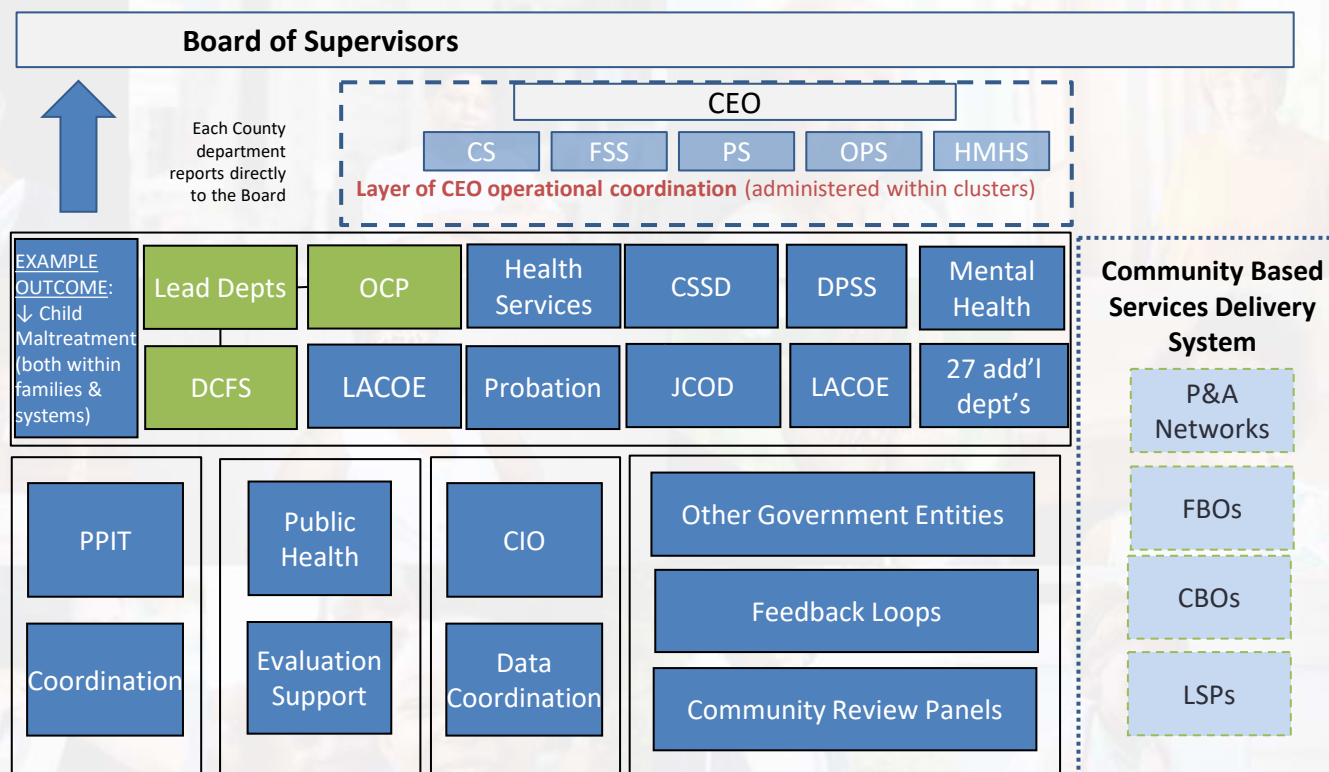 Board of Supervisors
Each County
department
reports directly
to the Board
CEO
CS
FSS
PS
OPS
HMHS
Layer of CEO operational coordination (administered within clusters)
EXAMPLE
OUTCOME:
↓ Child
Maltreatment
(both within
families &
systems)
Lead Depts
OCP
Health
Services
CSSD
DPSS
Mental
Health
DCFS
LACOE
Probation
JCOD
LACOE
27 add'l
dept's
PPIT
Coordination
Public
Health
Evaluation
Support
CIO
Data
Coordination
Other Government Entities
Feedback Loops
Community Review Panels
Community Based
Services Delivery
System
P&A
Networks
FBOs
CBOs
LSPs